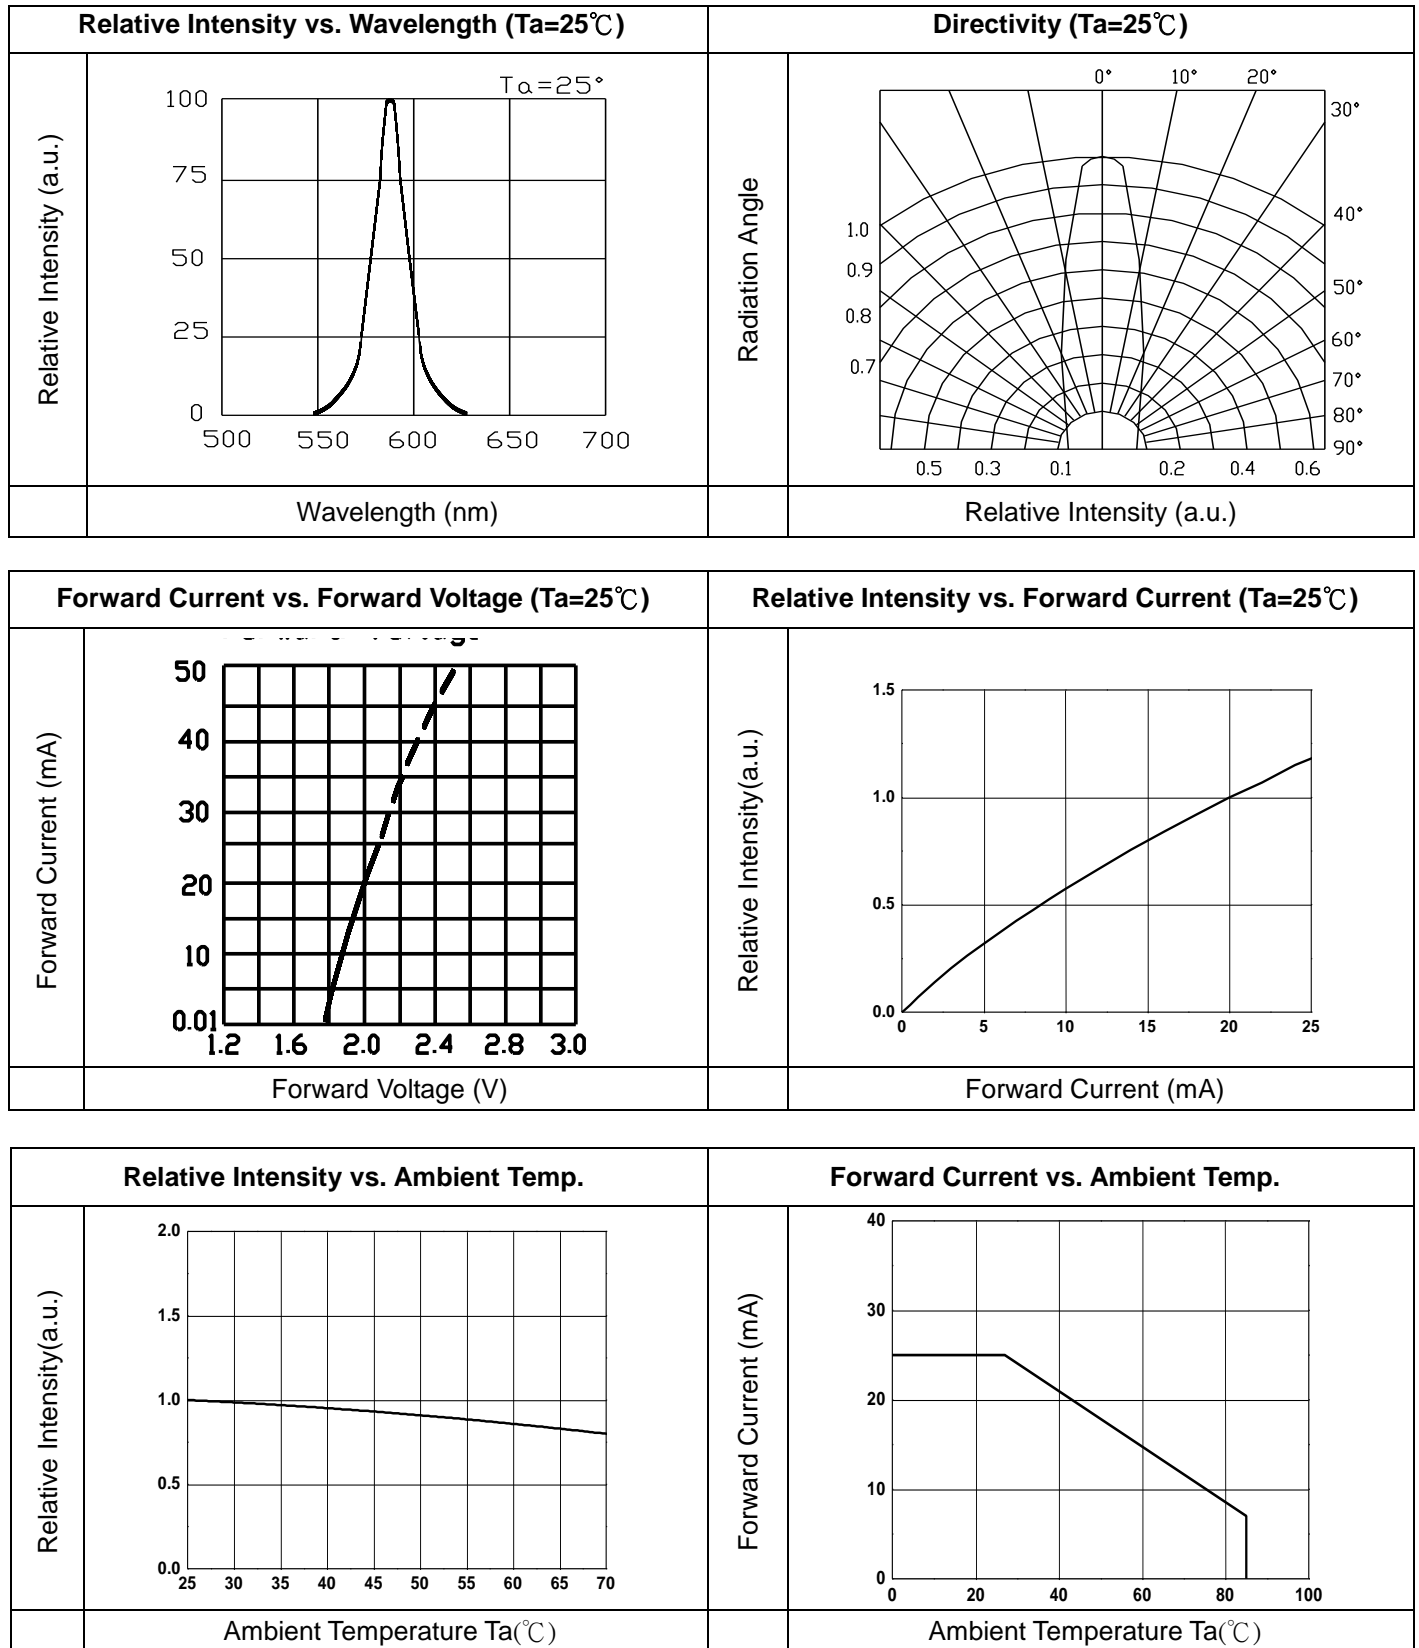 Relative Intensity vs. Wavelength (Ta=25℃)
Directivity (Ta=25℃)
Relative Intensity (a.u.)
Ta=25°
100
75
50
25
0
500 550 600 650 700
Wavelength (nm)
Radiation Angle
0° 10° 20°
30°
40°
50°
60°
70°
80°
90°
1.0
0.9
0.8
0.7
0.5 0.3 0.1 0.2 0.4 0.6
Relative Intensity (a.u.)
Forward Current vs. Forward Voltage (Ta=25℃)
Relative Intensity vs. Forward Current (Ta=25℃)
Forward Current (mA)
50
40
30
20
10
0.01
1.2 1.6 2.0 2.4 2.8 3.0
Forward Voltage (V)
Relative Intensity(a.u.)
1.5
1.0
0.5
0.0
0 5 10 15 20 25
Forward Current (mA)
Relative Intensity vs. Ambient Temp.
Forward Current vs. Ambient Temp.
Relative Intensity(a.u.)
2.0
1.5
1.0
0.5
0.0
25 30 35 40 45 50 55 60 65 70
Ambient Temperature Ta(℃)
Forward Current (mA)
40
30
20
10
0
0 20 40 60 80 100
Ambient Temperature Ta(℃)